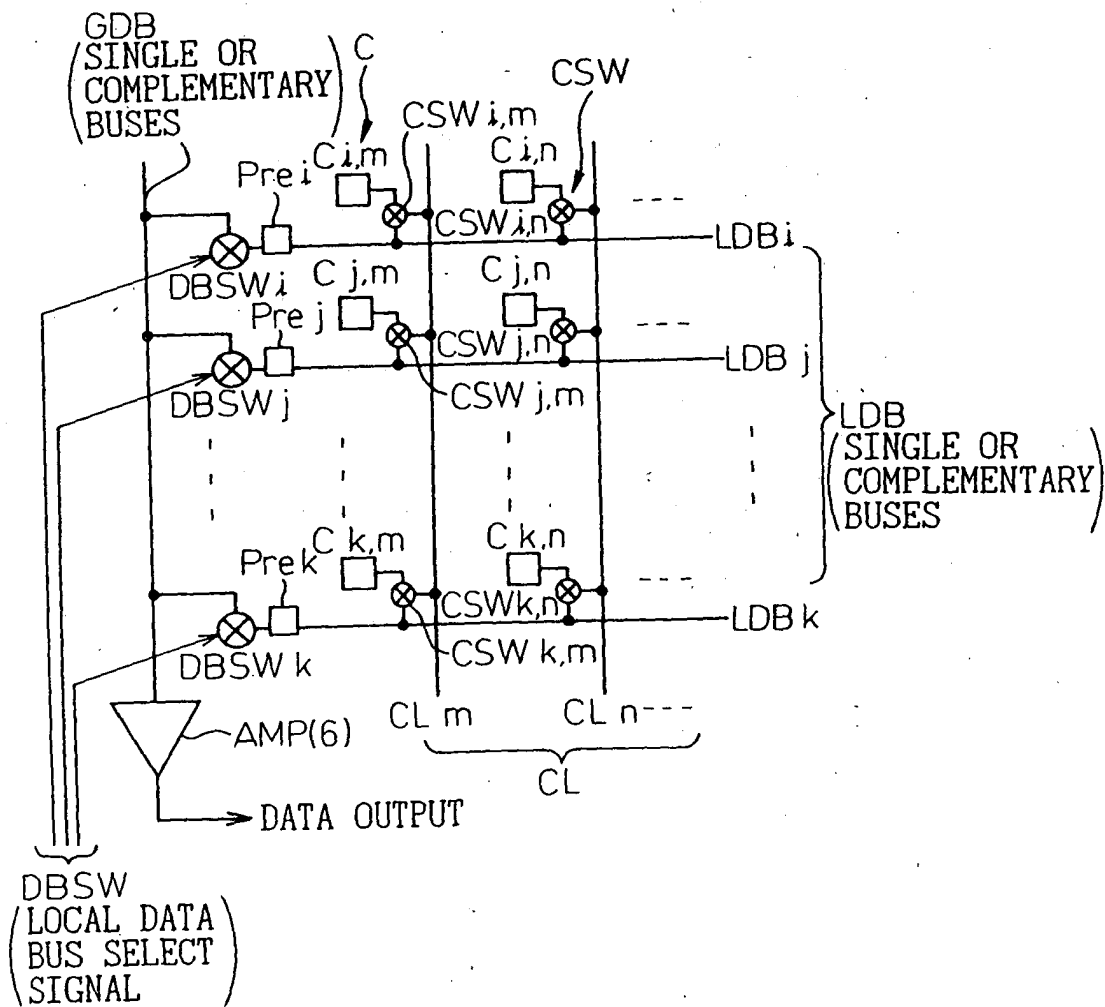 GDB
(SINGLE OR
COMPLEMENTARY
BUSES)
C
CSW
CSW i,m
C i,m
C i,n
Pre i
CSW i,n
LDB i
DBSW i
C j,m
C j,n
Pre j
CSW j,n
LDB j
DBSW j
CSW j,m
LDB
(SINGLE OR
COMPLEMENTARY
BUSES)
C k,m
C k,n
Pre k
CSW k,n
LDB k
DBSW k
CSW k,m
CL m
CL n
AMP(6)
CL
DATA OUTPUT
DBSW
(LOCAL DATA
BUS SELECT
SIGNAL)